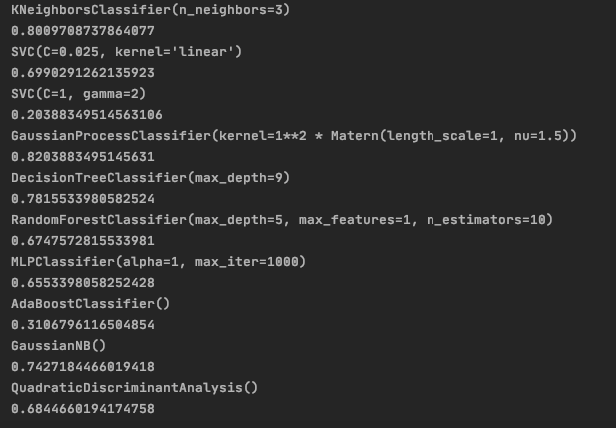 KNeighborsClassifier(n_neighbors=3)
0.8009708737864077
SVC(C=0.025, kernel='linear')
0.6990291262135923
SVC(C=1, gamma=2)
0.20388349514563106
GaussianProcessClassifier(kernel=1**2 * Matern(length_scale=1, nu=1.5))
0.8203883495145631
DecisionTreeClassifier(max_depth=9)
0.7815533980582524
RandomForestClassifier(max_depth=5, max_features=1, n_estimators=10)
0.6747572815533981
MLPClassifier(alpha=1, max_iter=1000)
0.6553398058252428
AdaBoostClassifier()
0.3106796116504854
GaussianNB()
0.7427184466019418
QuadraticDiscriminantAnalysis()
0.6844660194174758